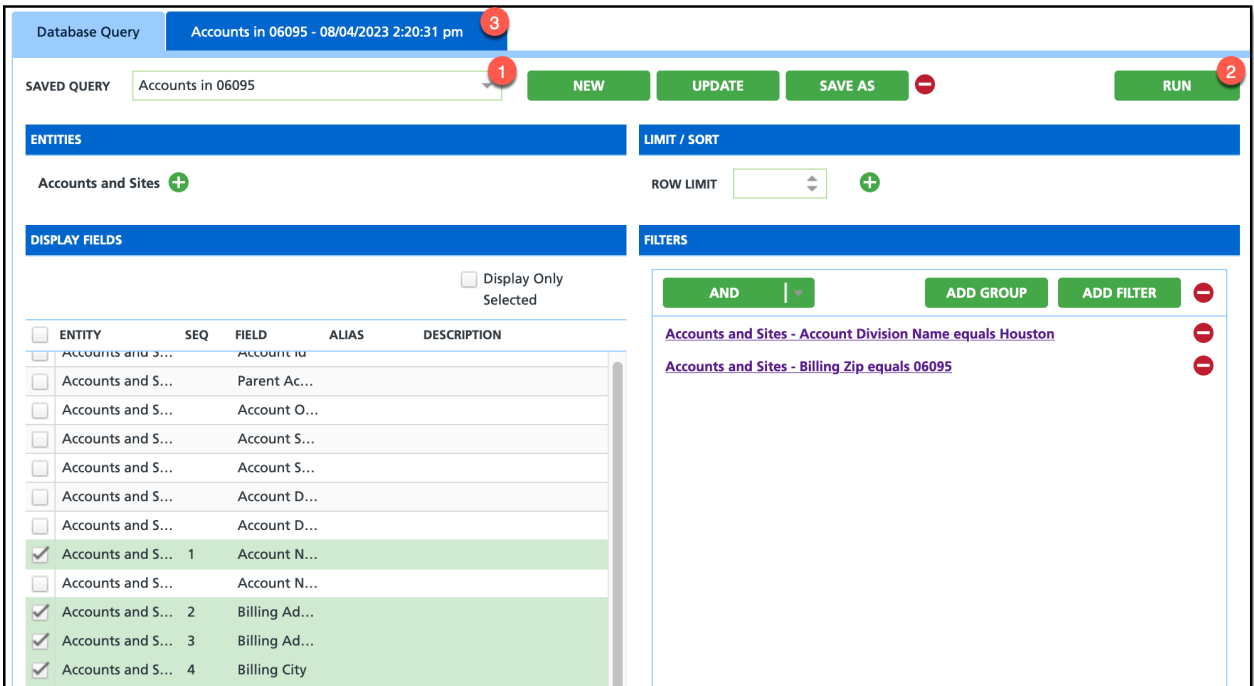 Database Query
Accounts in 06095 - 08/04/2023 2:20:31 pm
3
SAVED QUERY
Accounts in 06095
1
NEW
UPDATE
SAVE AS
RUN
2
ENTITIES
Accounts and Sites
LIMIT / SORT
ROW LIMIT
DISPLAY FIELDS
Display Only
Selected
ENTITY SEQ FIELD ALIAS DESCRIPTION
Accounts and S... Account Id
Accounts and S... Parent Ac...
Accounts and S... Account O...
Accounts and S... Account S...
Accounts and S... Account S...
Accounts and S... Account D...
Accounts and S... Account D...
Accounts and S... 1 Account N...
Accounts and S... Account N...
Accounts and S... 2 Billing Ad...
Accounts and S... 3 Billing Ad...
Accounts and S... 4 Billing City
FILTERS
AND
ADD GROUP
ADD FILTER
Accounts and Sites - Account Division Name equals Houston
Accounts and Sites - Billing Zip equals 06095